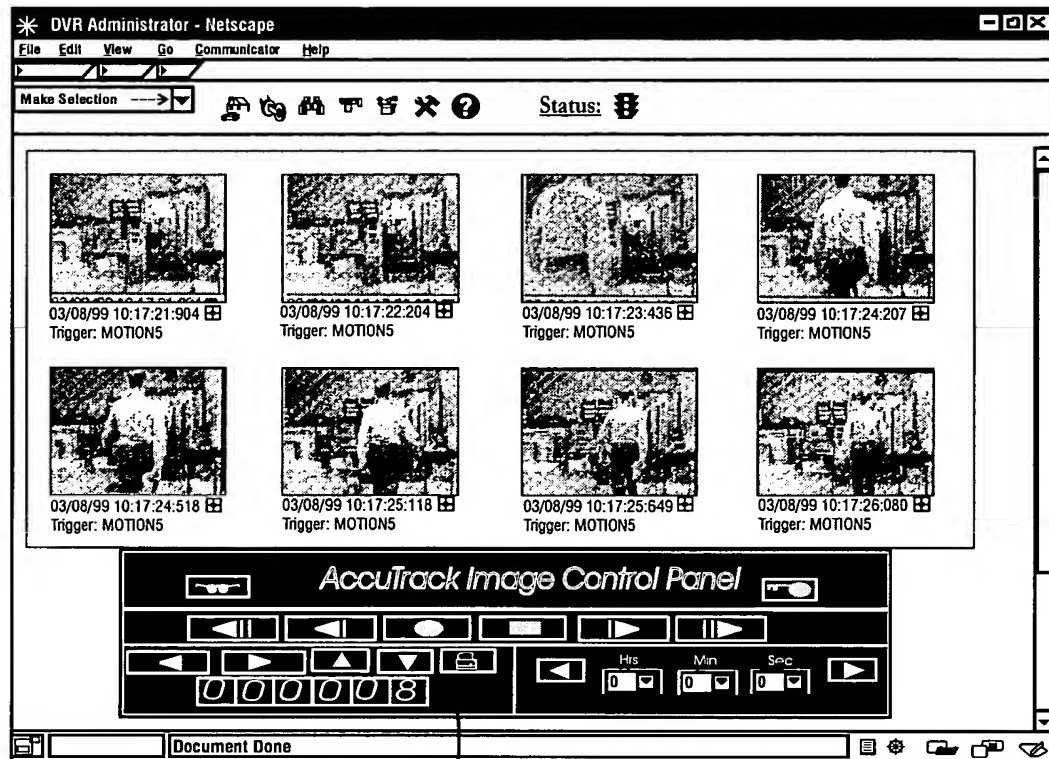 DVR Administrator - Netscape
File Edit View Go Communicator Help
Make Selection ---->
Status:
03/08/99 10:17:22:204
03/08/99 10:17:23:436
03/08/99 10:17:24:207
03/08/99 10:17:21:904
Trigger: MOTION5
Trigger: MOTION5
Trigger: MOTION5
Trigger: MOTION5
03/08/99 10:17:24:518
03/08/99 10:17:25:118
03/08/99 10:17:25:649
03/08/99 10:17:26:080
Trigger: MOTION5
Trigger: MOTION5
Trigger: MOTION5
Trigger: MOTION5
AccuTrack Image Control Panel
Hrs Min Sec
0 0 0
000008
Document Done